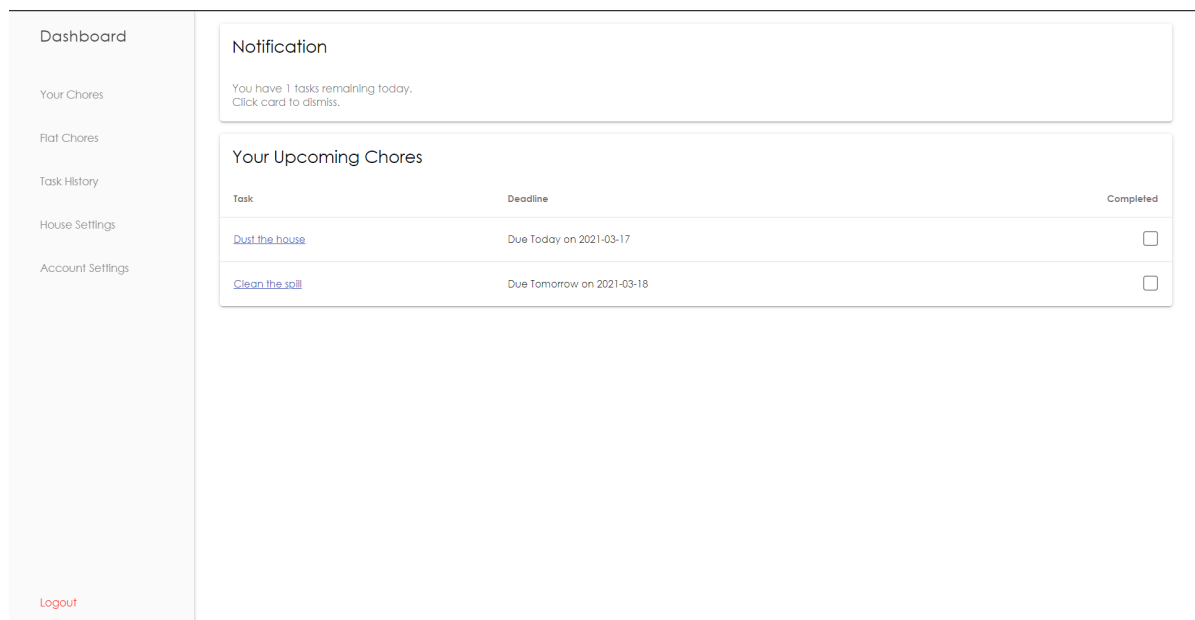 Dashboard
Your Chores
Flat Chores
Task History
House Settings
Account Settings
Logout
Notification
You have 1 tasks remaining today.
Click card to dismiss.
Your Upcoming Chores
Task Deadline Completed
Dust the house Due Today on 2021-03-17
Clean the spill Due Tomorrow on 2021-03-18